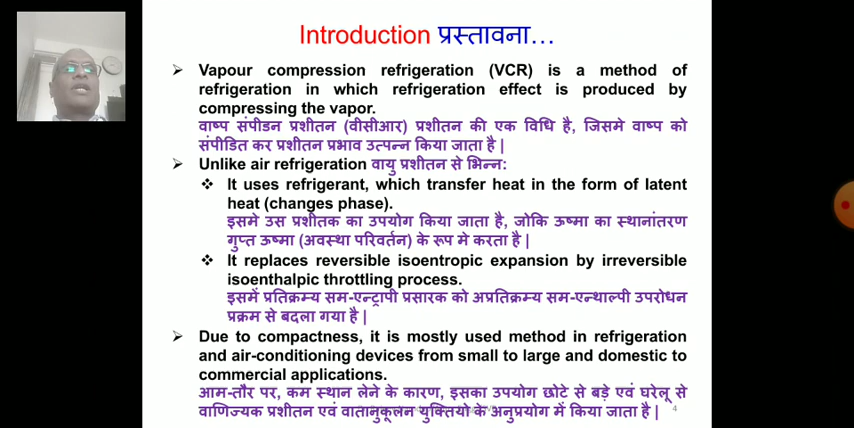 Introduction प्रस्तावना...
➢ Vapour compression refrigeration (VCR) is a method of
refrigeration in which refrigeration effect is produced by
compressing the vapor.
वाष्प संपीडन प्रशीतन (वीसीआर) प्रशीतन की एक विधि है, जिसमे वाष्प को
संपीडित कर प्रशीतन प्रभाव उत्पन्न किया जाता है |
➢ Unlike air refrigeration वायु प्रशीतन से भिन्न:
❖ It uses refrigerant, which transfer heat in the form of latent
heat (changes phase).
इसमे उस प्रशीतक का उपयोग किया जाता है, जोकि ऊष्मा का स्थानांतरण
गुप्त ऊष्मा (अवस्था परिवर्तन) के रूप मे करता है |
❖ It replaces reversible isoentropic expansion by irreversible
isoenthalpic throttling process.
इसमें प्रतिक्रम्य सम-एन्ट्रापी प्रसारक को अप्रतिक्रम्य सम-एन्थाल्पी उपरोधन
प्रक्रम से बदला गया है |
➢ Due to compactness, it is mostly used method in refrigeration
and air-conditioning devices from small to large and domestic to
commercial applications.
आम-तौर पर, कम स्थान लेने के कारण, इसका उपयोग छोटे से बड़े एवं घरेलू से
वाणिज्यक प्रशीतन एवं वातानुकूलन युक्तियो के अनुप्रयोग में किया जाता है |
4